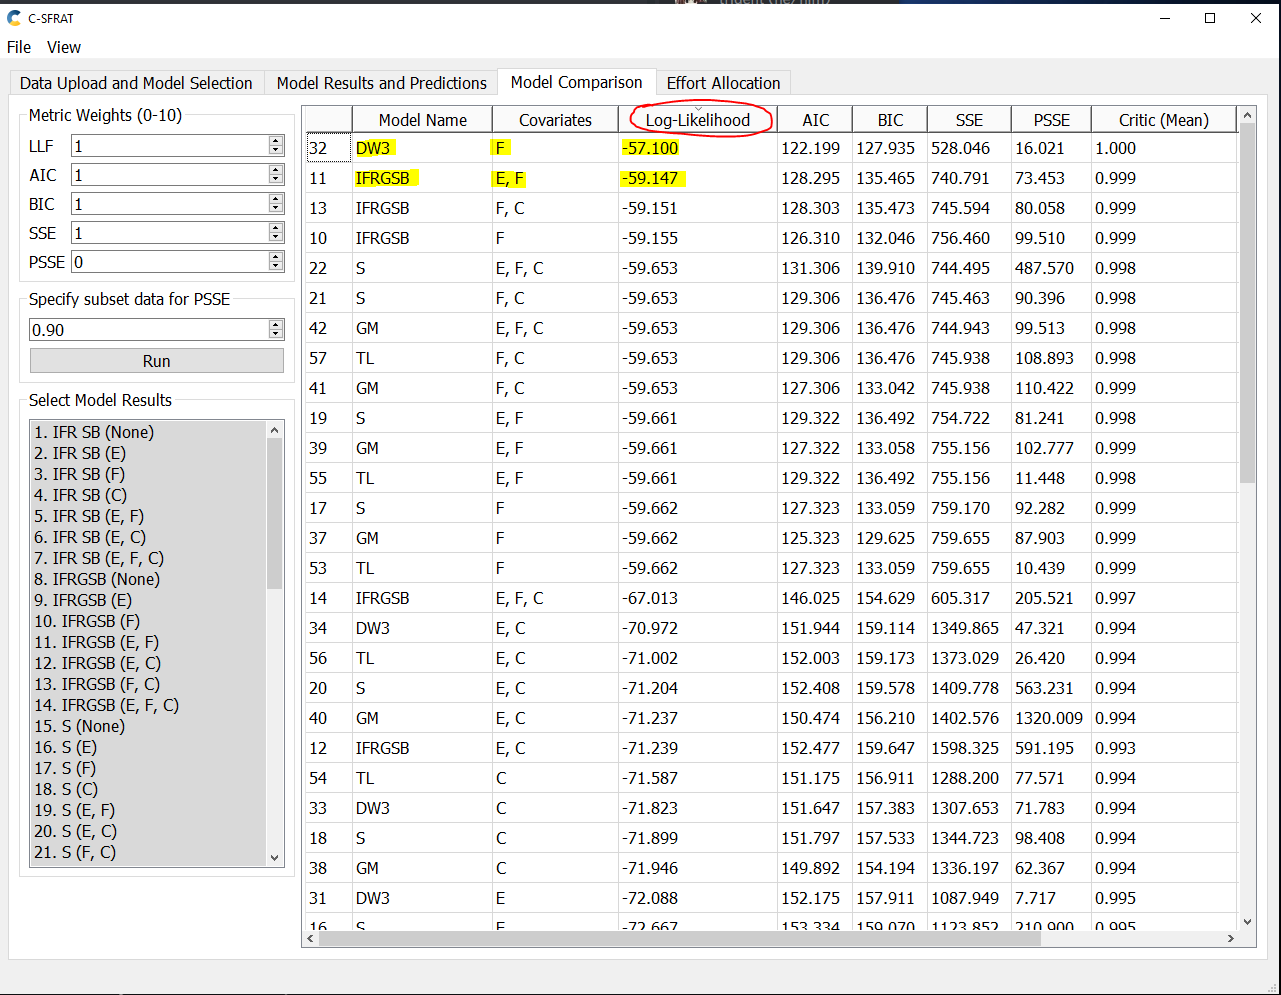 C-SFRAT
File View
Data Upload and Model Selection Model Results and Predictions Model Comparison Effort Allocation
Metric Weights (0-10)
LLF 1
AIC 1
BIC 1
SSE 1
PSSE 0
Specify subset data for PSSE
0.90
Run
Select Model Results
1. IFR SB (None)
2. IFR SB (E)
3. IFR SB (F)
4. IFR SB (C)
5. IFR SB (E, F)
6. IFR SB (E, C)
7. IFR SB (E, F, C)
8. IFRGSB (None)
9. IFRGSB (E)
10. IFRGSB (F)
11. IFRGSB (E, F)
12. IFRGSB (E, C)
13. IFRGSB (F, C)
14. IFRGSB (E, F, C)
15. S (None)
16. S (E)
17. S (F)
18. S (C)
19. S (E, F)
20. S (E, C)
21. S (F, C)
Model Name Covariates Log-Likelihood AIC BIC SSE PSSE Critic (Mean)
32 DW3 F -57.100 122.199 127.935 528.046 16.021 1.000
11 IFRGSB E, F -59.147 128.295 135.465 740.791 73.453 0.999
13 IFRGSB F, C -59.151 128.303 135.473 745.594 80.058 0.999
10 IFRGSB F -59.155 126.310 132.046 756.460 99.510 0.999
22 S E, F, C -59.653 131.306 139.910 744.495 487.570 0.998
21 S F, C -59.653 129.306 136.476 745.463 90.396 0.998
42 GM E, F, C -59.653 129.306 136.476 744.943 99.513 0.998
57 TL F, C -59.653 129.306 136.476 745.938 108.893 0.998
41 GM F, C -59.653 127.306 133.042 745.938 110.422 0.999
19 S E, F -59.661 129.322 136.492 754.722 81.241 0.998
39 GM E, F -59.661 127.322 133.058 755.156 102.777 0.999
55 TL E, F -59.661 129.322 136.492 755.156 11.448 0.998
17 S F -59.662 127.323 133.059 759.170 92.282 0.999
37 GM F -59.662 125.323 129.625 759.655 87.903 0.999
53 TL F -59.662 127.323 133.059 759.655 10.439 0.999
14 IFRGSB E, F, C -67.013 146.025 154.629 605.317 205.521 0.997
34 DW3 E, C -70.972 151.944 159.114 1349.865 47.321 0.994
56 TL E, C -71.002 152.003 159.173 1373.029 26.420 0.994
20 S E, C -71.204 152.408 159.578 1409.778 563.231 0.994
40 GM E, C -71.237 150.474 156.210 1402.576 1320.009 0.994
12 IFRGSB E, C -71.239 152.477 159.647 1598.325 591.195 0.993
54 TL C -71.587 151.175 156.911 1288.200 77.571 0.994
33 DW3 C -71.823 151.647 157.383 1307.653 71.783 0.994
18 S C -71.899 151.797 157.533 1344.723 98.408 0.994
38 GM C -71.946 149.892 154.194 1336.197 62.367 0.994
31 DW3 E -72.088 152.175 157.911 1087.949 7.717 0.995
16 S E -72.667 153.334 159.070 1123.852 210.900 0.995